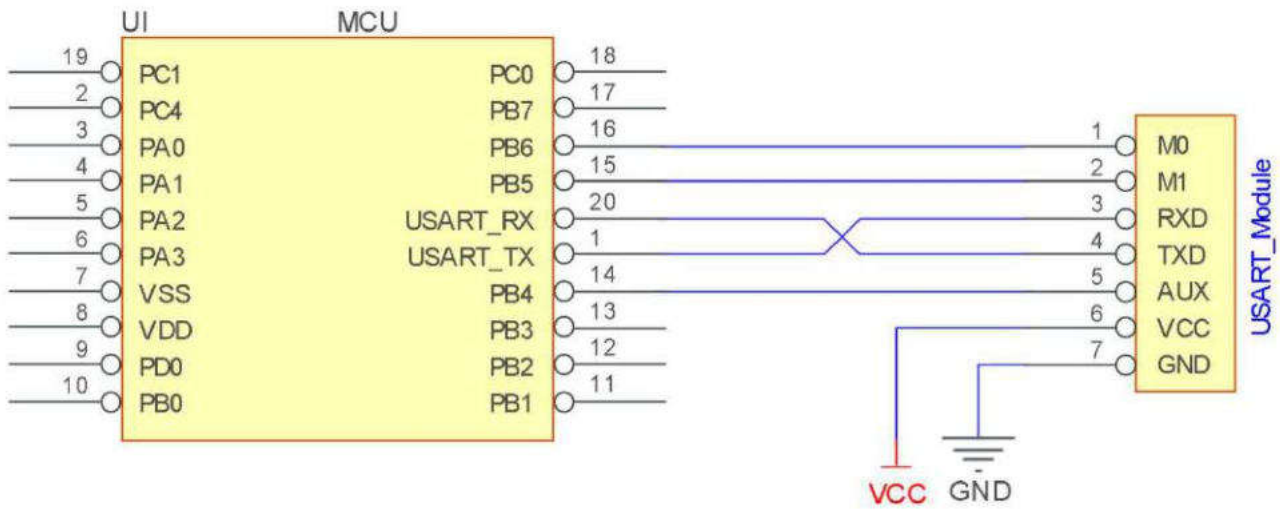 UI MCU
19 PC1 PC0 18
2 PC4 PB7 17
3 PA0 PB6 16 1 M0
4 PA1 PB5 15 2 M1
5 PA2 USART_RX 20 3 RXD
6 PA3 USART_TX 1 4 TXD
7 VSS PB4 14 5 AUX
8 VDD PB3 13 6 VCC
9 PD0 PB2 12 7 GND
10 PB0 PB1 11
USART_Module
VCC GND